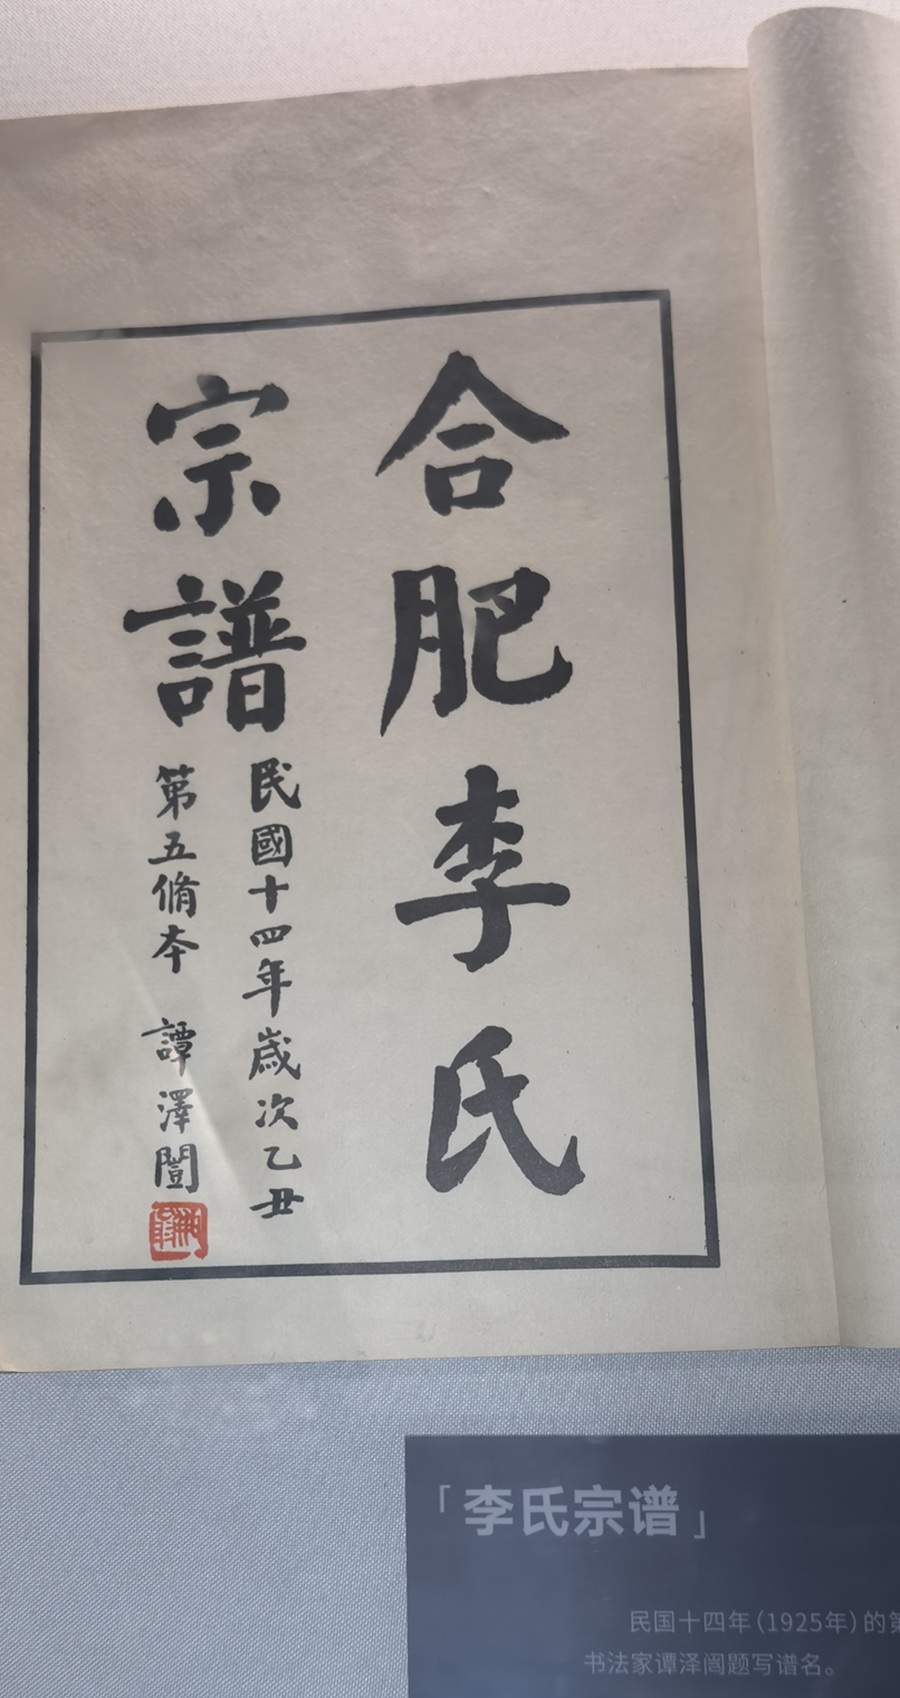 合肥李氏
宗譜
民國十四年歲次乙丑
第五脩本 譚澤闓
「李氏宗谱」
民国十四年（1925年）的第
书法家谭泽闿题写谱名。